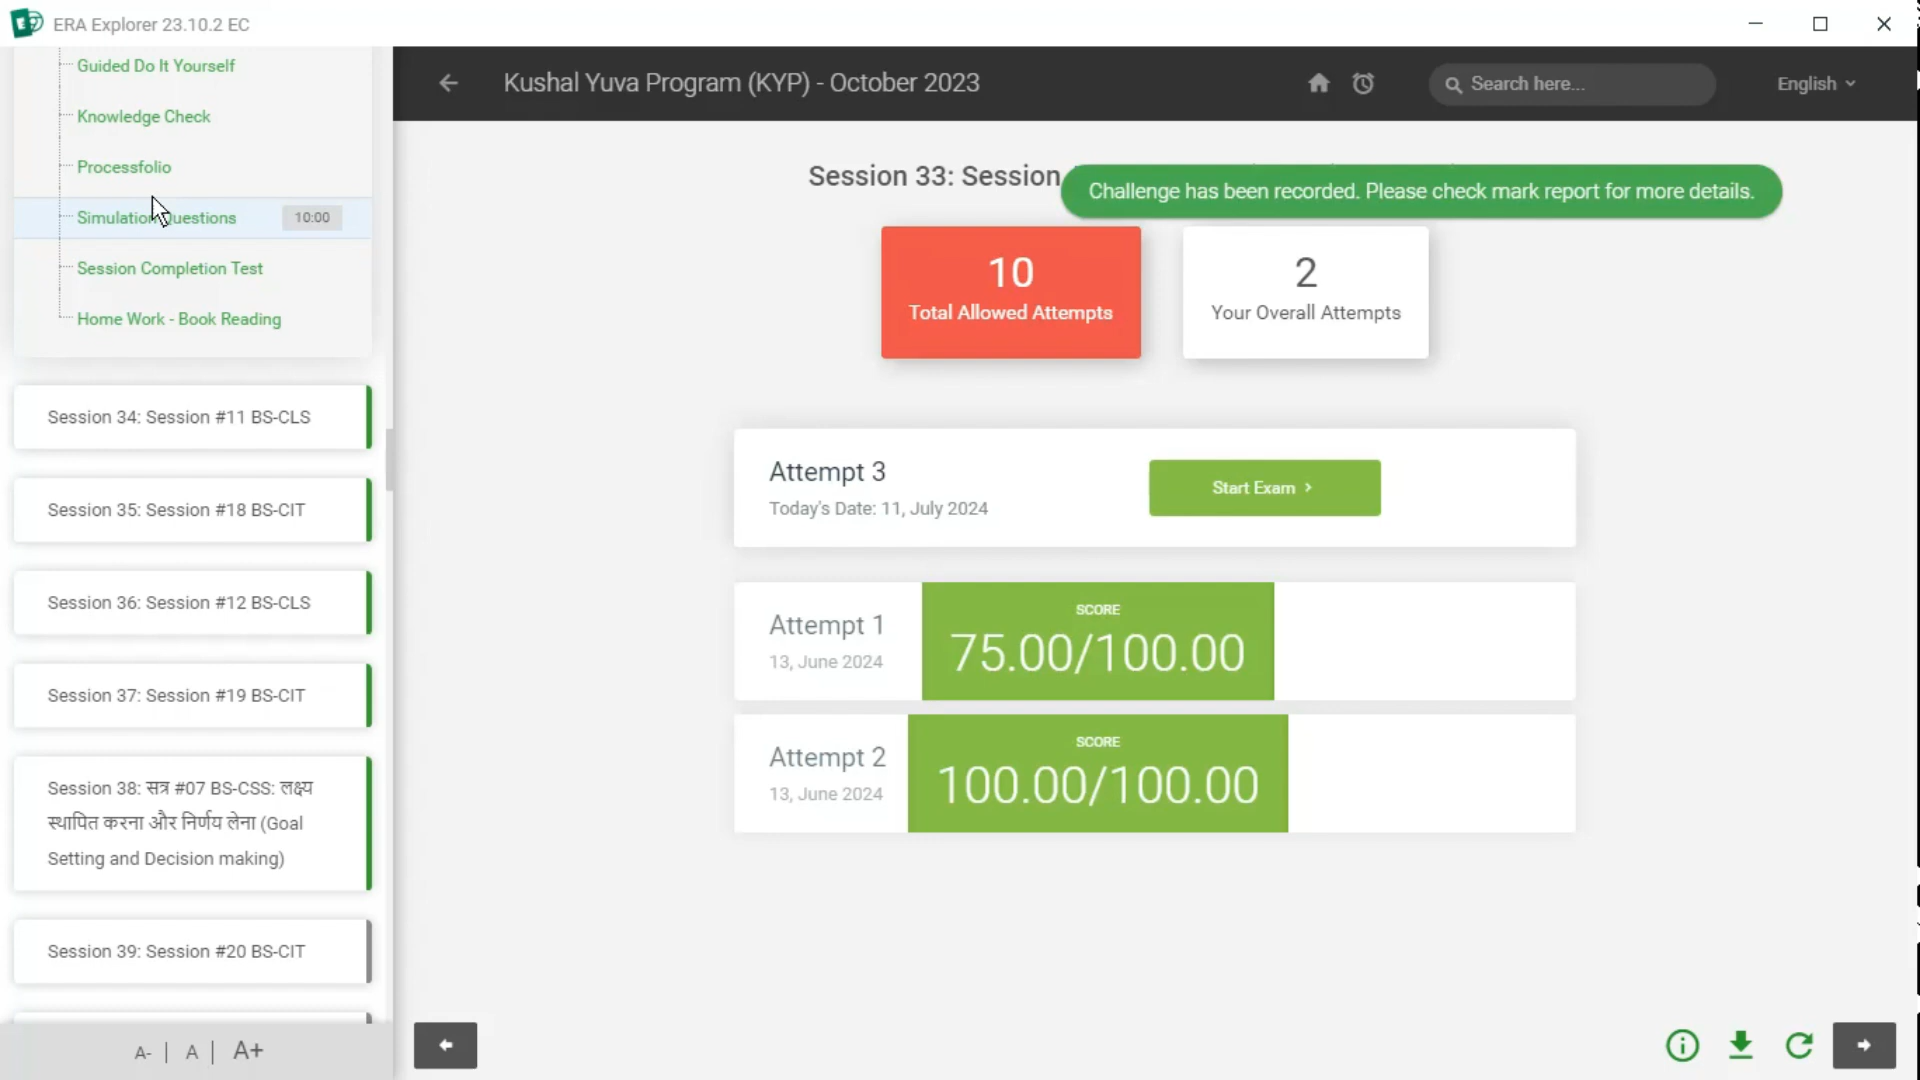 ERA Explorer 23.10.2 EC
Guided Do It Yourself
Knowledge Check
Processfolio
Simulation Questions 10:00
Session Completion Test
Home Work - Book Reading
Session 34: Session #11 BS-CLS
Session 35: Session #18 BS-CIT
Session 36: Session #12 BS-CLS
Session 37: Session #19 BS-CIT
Session 38: सत्र #07 BS-CSS: लक्ष्य
स्थापित करना और निर्णय लेना (Goal
Setting and Decision making)
Session 39: Session #20 BS-CIT
A- | A | A+
Kushal Yuva Program (KYP) - October 2023
Search here...
English
Session 33: Session
Challenge has been recorded. Please check mark report for more details.
10
Total Allowed Attempts
2
Your Overall Attempts
Attempt 3
Today's Date: 11, July 2024
Start Exam >
Attempt 1
13, June 2024
SCORE
75.00/100.00
Attempt 2
13, June 2024
SCORE
100.00/100.00